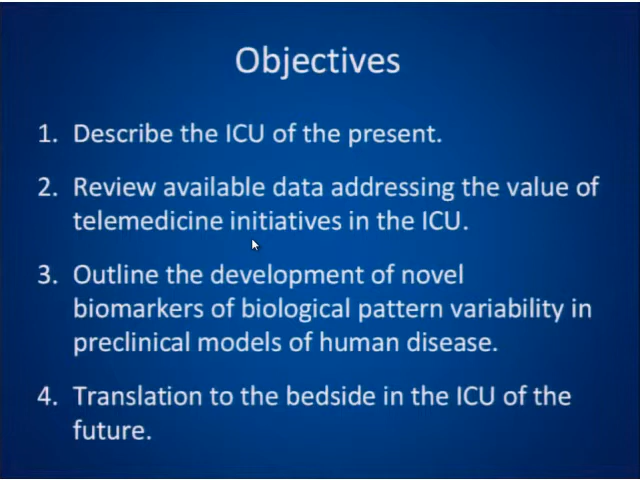 Objectives
1. Describe the ICU of the present.
2. Review available data addressing the value of
telemedicine initiatives in the ICU.
3. Outline the development of novel
biomarkers of biological pattern variability in
preclinical models of human disease.
4. Translation to the bedside in the ICU of the
future.